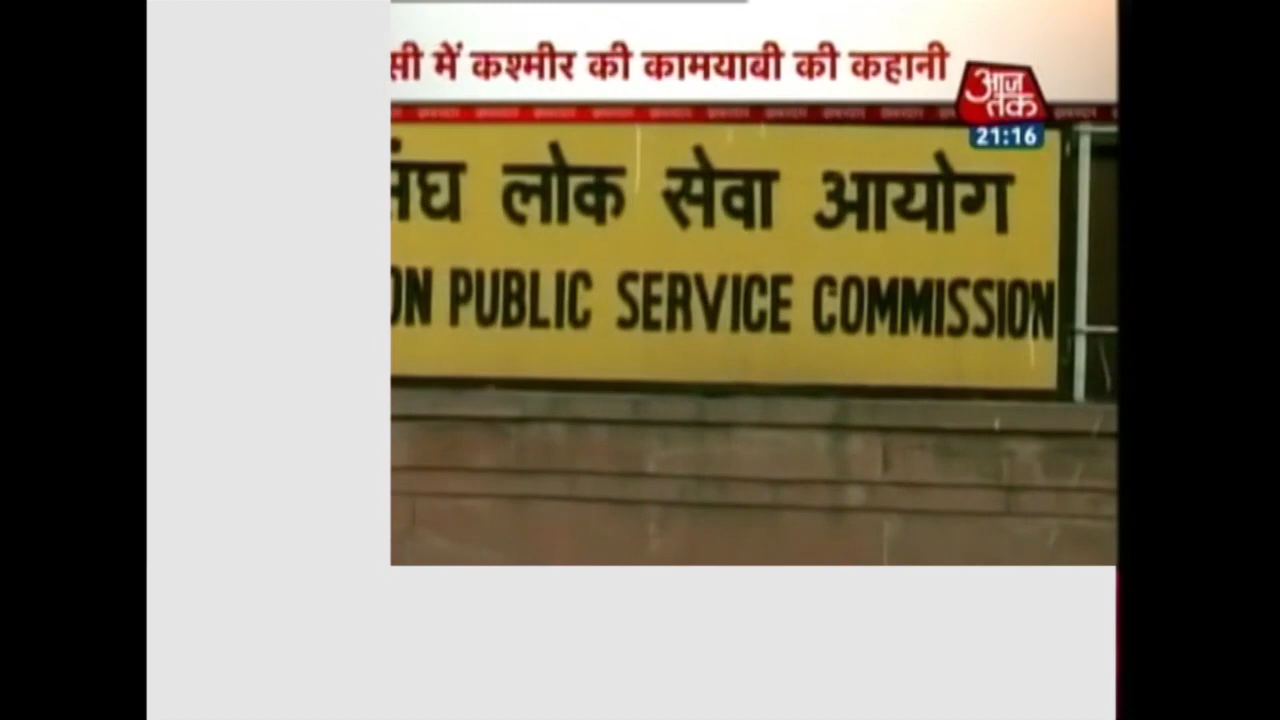 सी में कश्मीर की कामयाबी की कहानी
आज
तक
21:16
संघ लोक सेवा आयोग
ON PUBLIC SERVICE COMMISSION